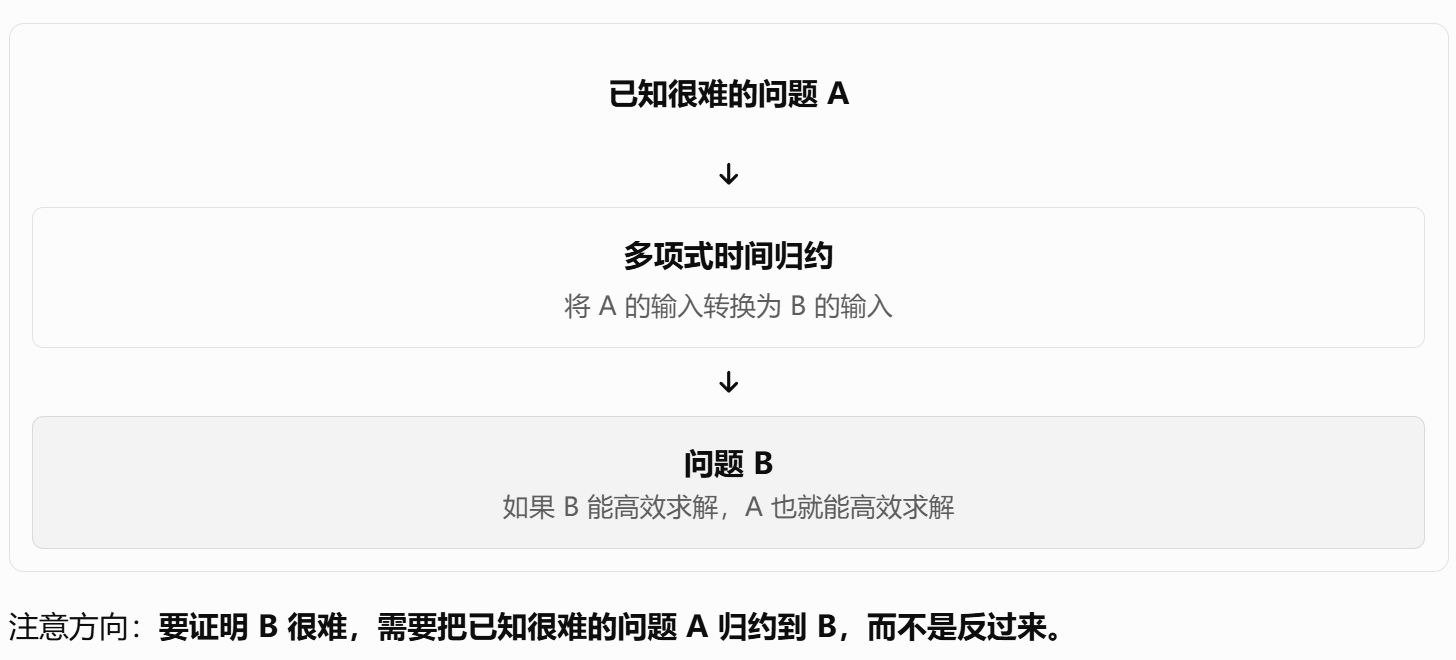 已知很难的问题 A
↓
多项式时间归约
将 A 的输入转换为 B 的输入
↓
问题 B
如果 B 能高效求解，A 也就能高效求解
注意方向：要证明 B 很难，需要把已知很难的问题 A 归约到 B，而不是反过来。